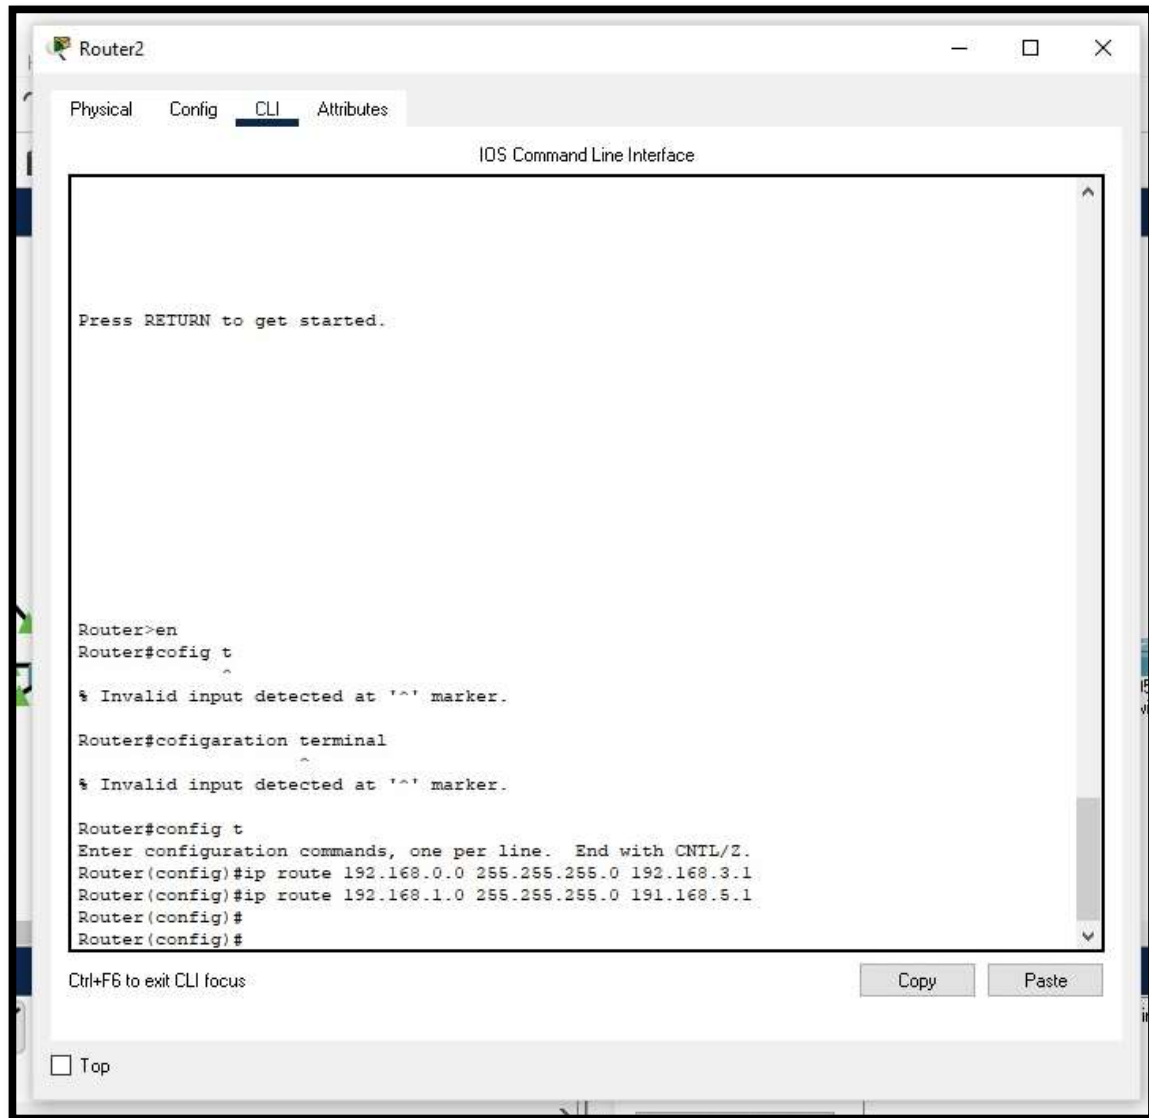 Router2
Physical Config CLI Attributes
IOS Command Line Interface
Press RETURN to get started.
Router>en
Router#cofig t
^
% Invalid input detected at '^' marker.
Router#cofigaration terminal
^
% Invalid input detected at '^' marker.
Router#config t
Enter configuration commands, one per line.  End with CNTL/Z.
Router(config)#ip route 192.168.0.0 255.255.255.0 192.168.3.1
Router(config)#ip route 192.168.1.0 255.255.255.0 191.168.5.1
Router(config)#
Router(config)#
Ctrl+F6 to exit CLI focus
Copy Paste
Top